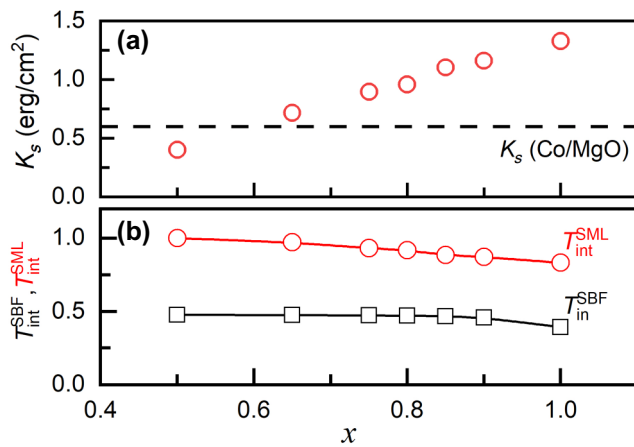 (a)
1.5
1.0
0.5
0.0
K_s (erg/cm²)
K_s (Co/MgO)
(b)
1.0
0.5
0.0
T_int^SBF, T_int^SML
T_int^SML
T_in^SBF
0.4 0.6 0.8 1.0
x